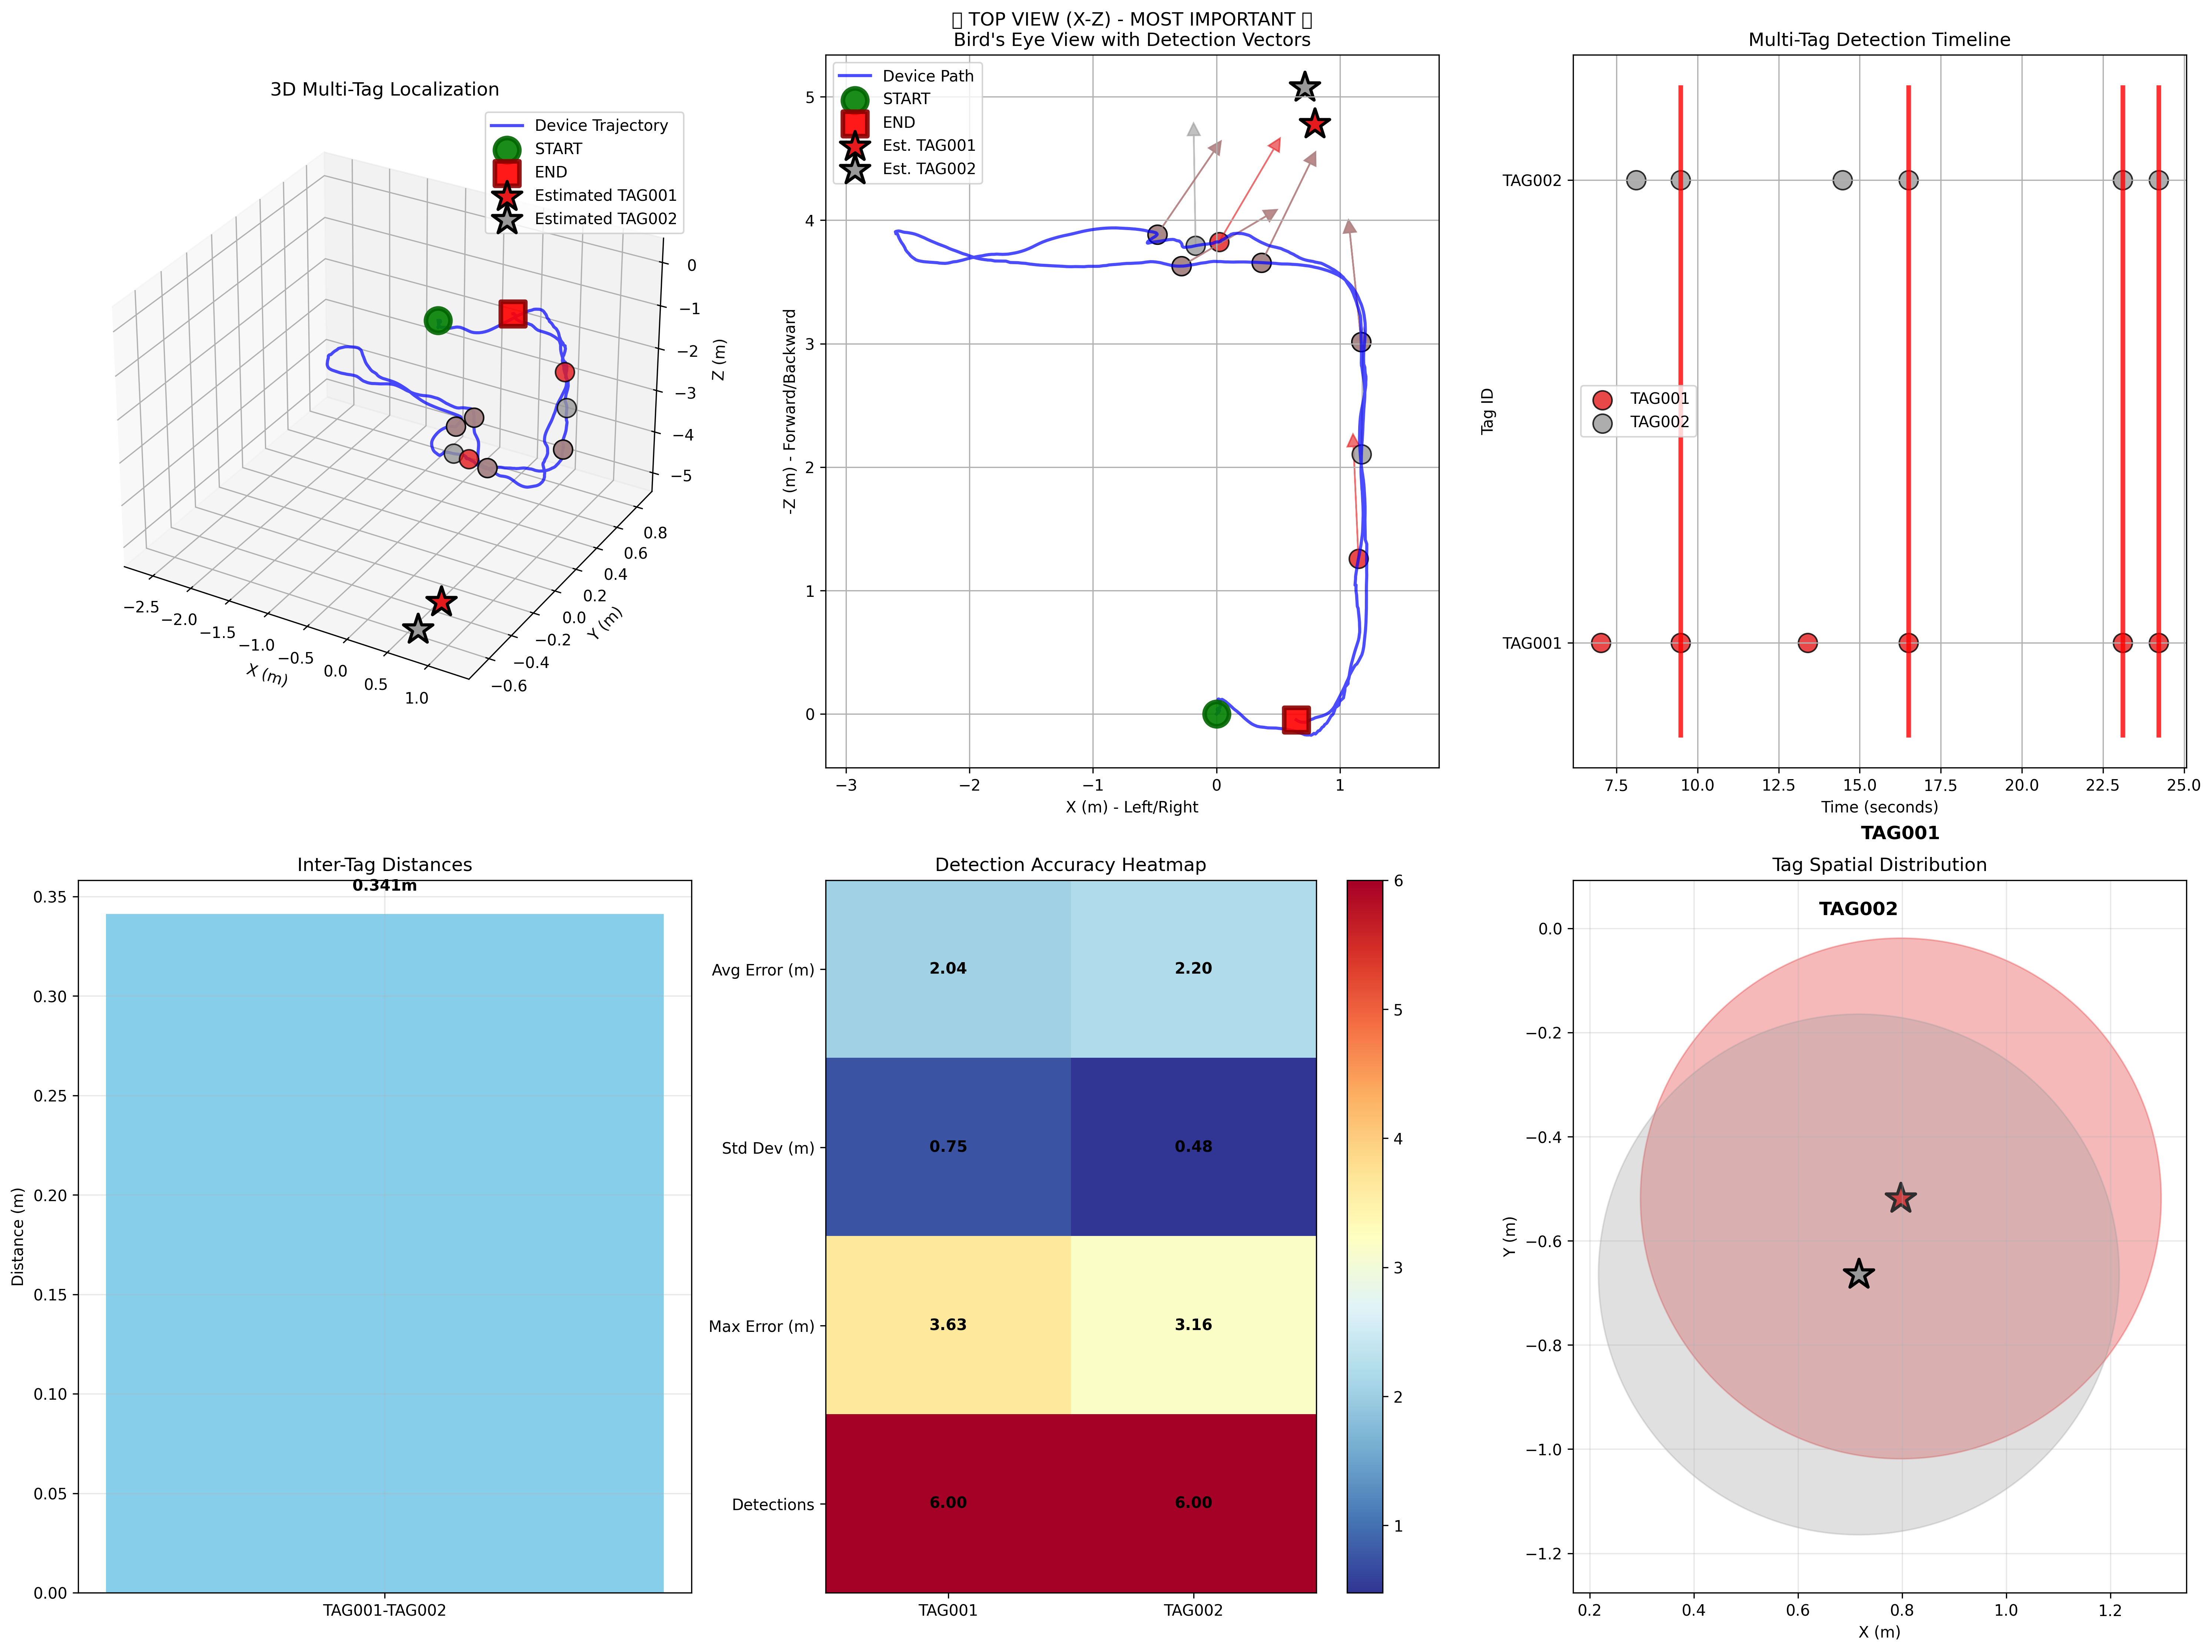 3D Multi-Tag Localization
Device Trajectory
START
END
Estimated TAG001
Estimated TAG002
0
−1
−2
−3
−4
−5
Z (m)
0.8
0.6
0.4
0.2
0.0
−0.2
−0.4
−0.6
Y (m)
−2.5
−2.0
−1.5
−1.0
−0.5
0.0
0.5
1.0
X (m)
TOP VIEW (X-Z) - MOST IMPORTANT
Bird's Eye View with Detection Vectors
Device Path
START
END
Est. TAG001
Est. TAG002
5
4
3
2
1
0
-Z (m) - Forward/Backward
−3
−2
−1
0
1
X (m) - Left/Right
Multi-Tag Detection Timeline
TAG002
TAG001
Tag ID
TAG001
TAG002
7.5
10.0
12.5
15.0
17.5
20.0
22.5
25.0
Time (seconds)
Inter-Tag Distances
0.341m
0.35
0.30
0.25
0.20
0.15
0.10
0.05
0.00
Distance (m)
TAG001-TAG002
Detection Accuracy Heatmap
Avg Error (m)
2.04
2.20
Std Dev (m)
0.75
0.48
Max Error (m)
3.63
3.16
Detections
6.00
6.00
TAG001
TAG002
6
5
4
3
2
1
TAG001
Tag Spatial Distribution
TAG002
0.0
−0.2
−0.4
−0.6
−0.8
−1.0
−1.2
Y (m)
0.2
0.4
0.6
0.8
1.0
1.2
X (m)